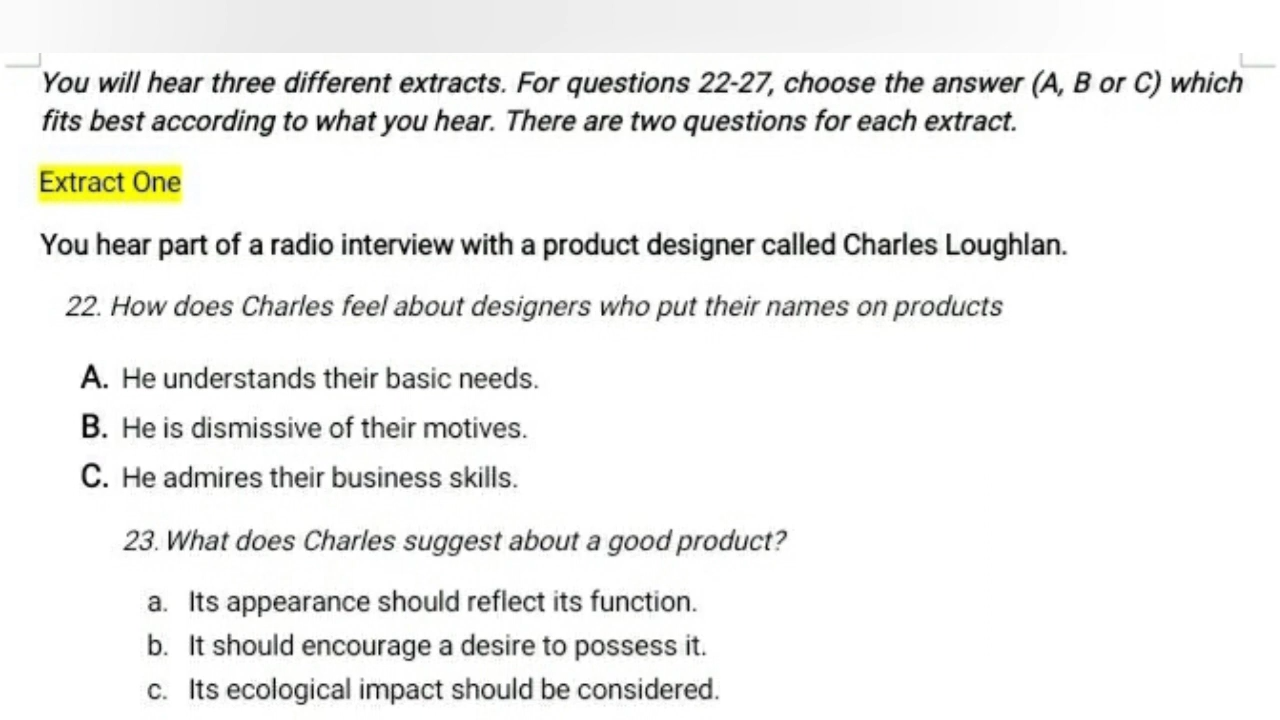 You will hear three different extracts. For questions 22-27, choose the answer (A, B or C) which
fits best according to what you hear. There are two questions for each extract.
Extract One
You hear part of a radio interview with a product designer called Charles Loughlan.
22. How does Charles feel about designers who put their names on products
A. He understands their basic needs.
B. He is dismissive of their motives.
C. He admires their business skills.
23. What does Charles suggest about a good product?
a. Its appearance should reflect its function.
b. It should encourage a desire to possess it.
c. Its ecological impact should be considered.